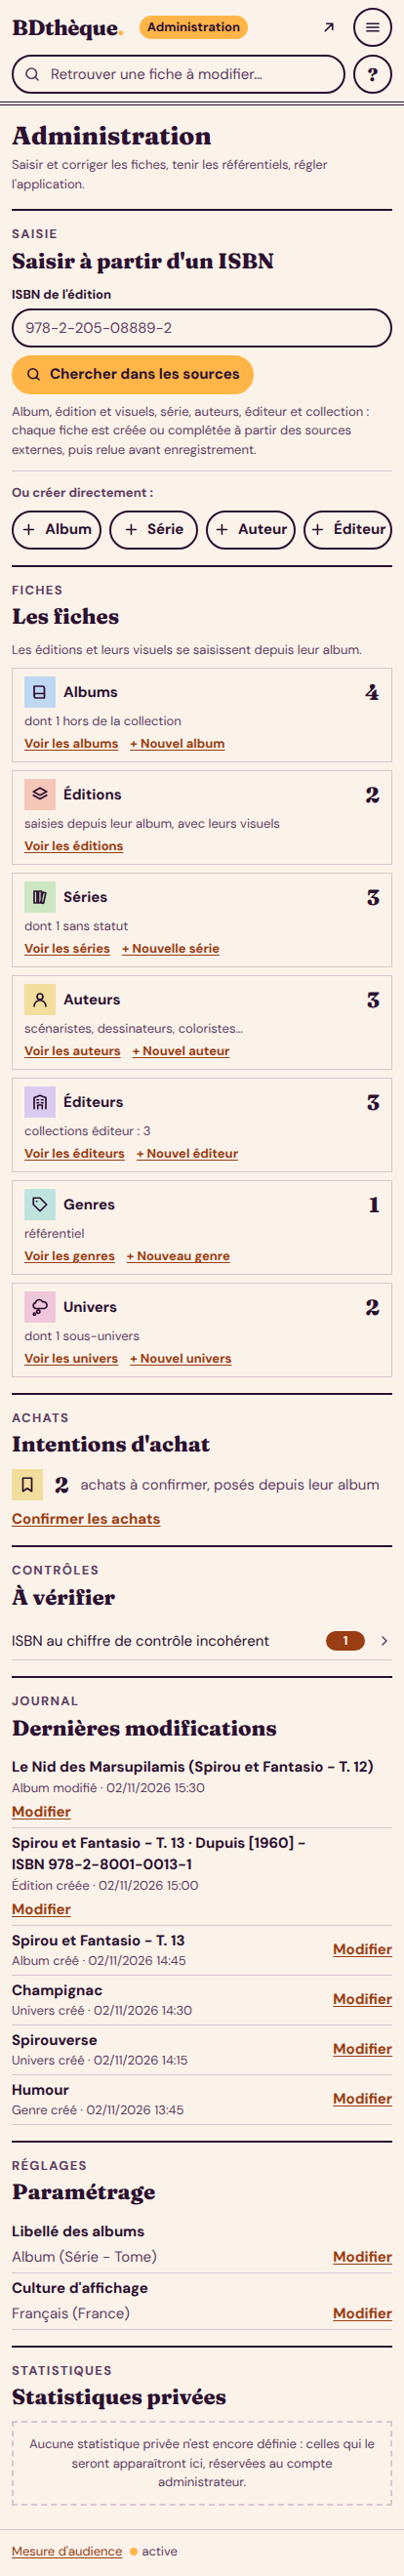 BDthèque.
Administration
Retrouver une fiche à modifier...
?
Administration
Saisir et corriger les fiches, tenir les référentiels, régler
l'application.
SAISIE
Saisir à partir d'un ISBN
ISBN de l'édition
978-2-205-08889-2
Chercher dans les sources
Album, édition et visuels, série, auteurs, éditeur et collection :
chaque fiche est créée ou complétée à partir des sources
externes, puis relue avant enregistrement.
Ou créer directement :
+ Album + Série + Auteur + Éditeur
FICHES
Les fiches
Les éditions et leurs visuels se saisissent depuis leur album.
Albums 4
dont 1 hors de la collection
Voir les albums + Nouvel album
Éditions 2
saisies depuis leur album, avec leurs visuels
Voir les éditions
Séries 3
dont 1 sans statut
Voir les séries + Nouvelle série
Auteurs 3
scénaristes, dessinateurs, coloristes...
Voir les auteurs + Nouvel auteur
Éditeurs 3
collections éditeur : 3
Voir les éditeurs + Nouvel éditeur
Genres 1
référentiel
Voir les genres + Nouveau genre
Univers 2
dont 1 sous-univers
Voir les univers + Nouvel univers
ACHATS
Intentions d'achat
2 achats à confirmer, posés depuis leur album
Confirmer les achats
CONTRÔLES
À vérifier
ISBN au chiffre de contrôle incohérent 1
JOURNAL
Dernières modifications
Le Nid des Marsupilamis (Spirou et Fantasio - T. 12)
Album modifié · 02/11/2026 15:30
Modifier
Spirou et Fantasio - T. 13 · Dupuis [1960] -
ISBN 978-2-8001-0013-1
Édition créée · 02/11/2026 15:00
Modifier
Spirou et Fantasio - T. 13
Album créé · 02/11/2026 14:45
Modifier
Champignac
Univers créé · 02/11/2026 14:30
Modifier
Spirouverse
Univers créé · 02/11/2026 14:15
Modifier
Humour
Genre créé · 02/11/2026 13:45
Modifier
RÉGLAGES
Paramétrage
Libellé des albums
Album (Série - Tome) Modifier
Culture d'affichage
Français (France) Modifier
STATISTIQUES
Statistiques privées
Aucune statistique privée n'est encore définie : celles qui le
seront apparaîtront ici, réservées au compte
administrateur.
Mesure d'audience active